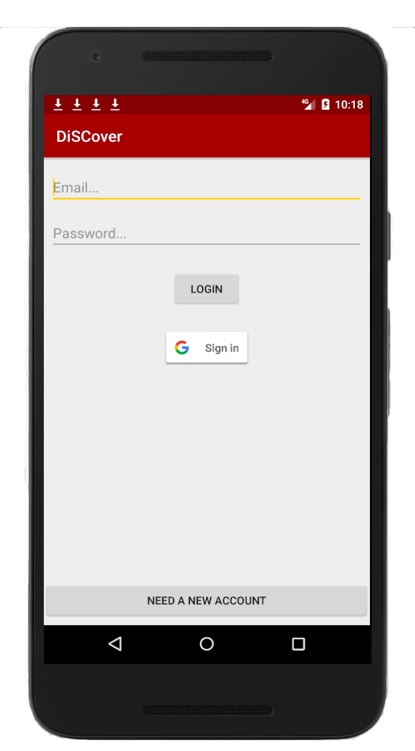 4G 10:18
DiSCover
Email...
Password...
LOGIN
G Sign in
NEED A NEW ACCOUNT